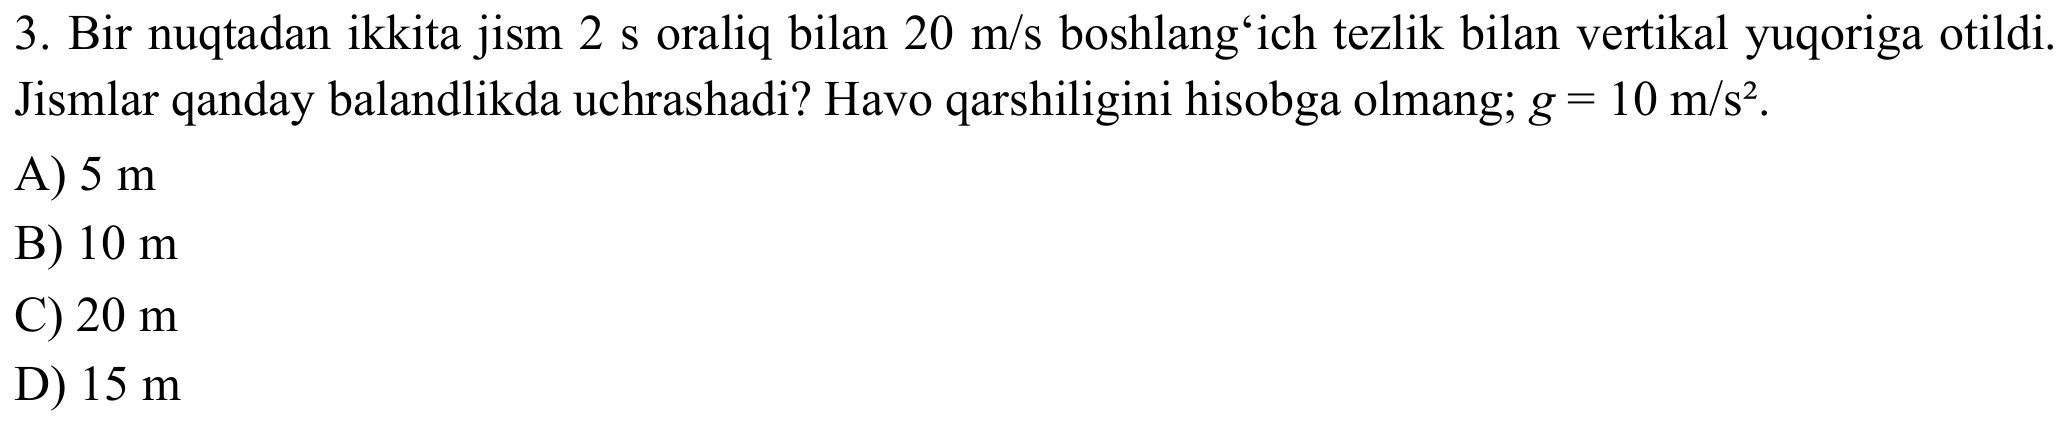 3. Bir nuqtadan ikkita jism 2 s oraliq bilan 20 m/s boshlang‘ich tezlik bilan vertikal yuqoriga otildi.
Jismlar qanday balandlikda uchrashadi? Havo qarshiligini hisobga olmang; g = 10 m/s².
A) 5 m
B) 10 m
C) 20 m
D) 15 m